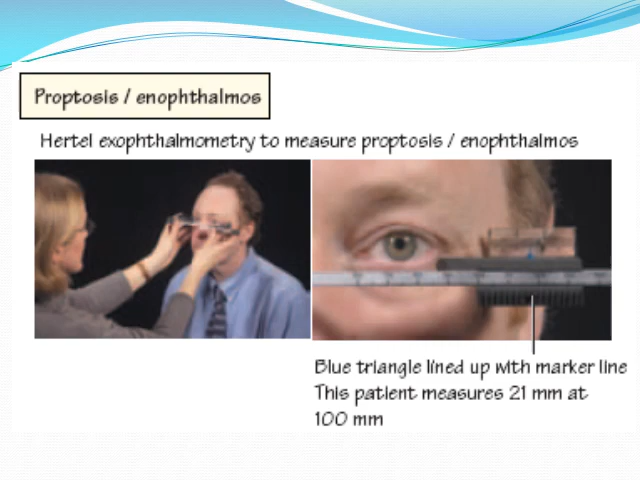 Proptosis / enophthalmos
Hertel exophthalmometry to measure proptosis / enophthalmos
Blue triangle lined up with marker line
This patient measures 21 mm at
100 mm